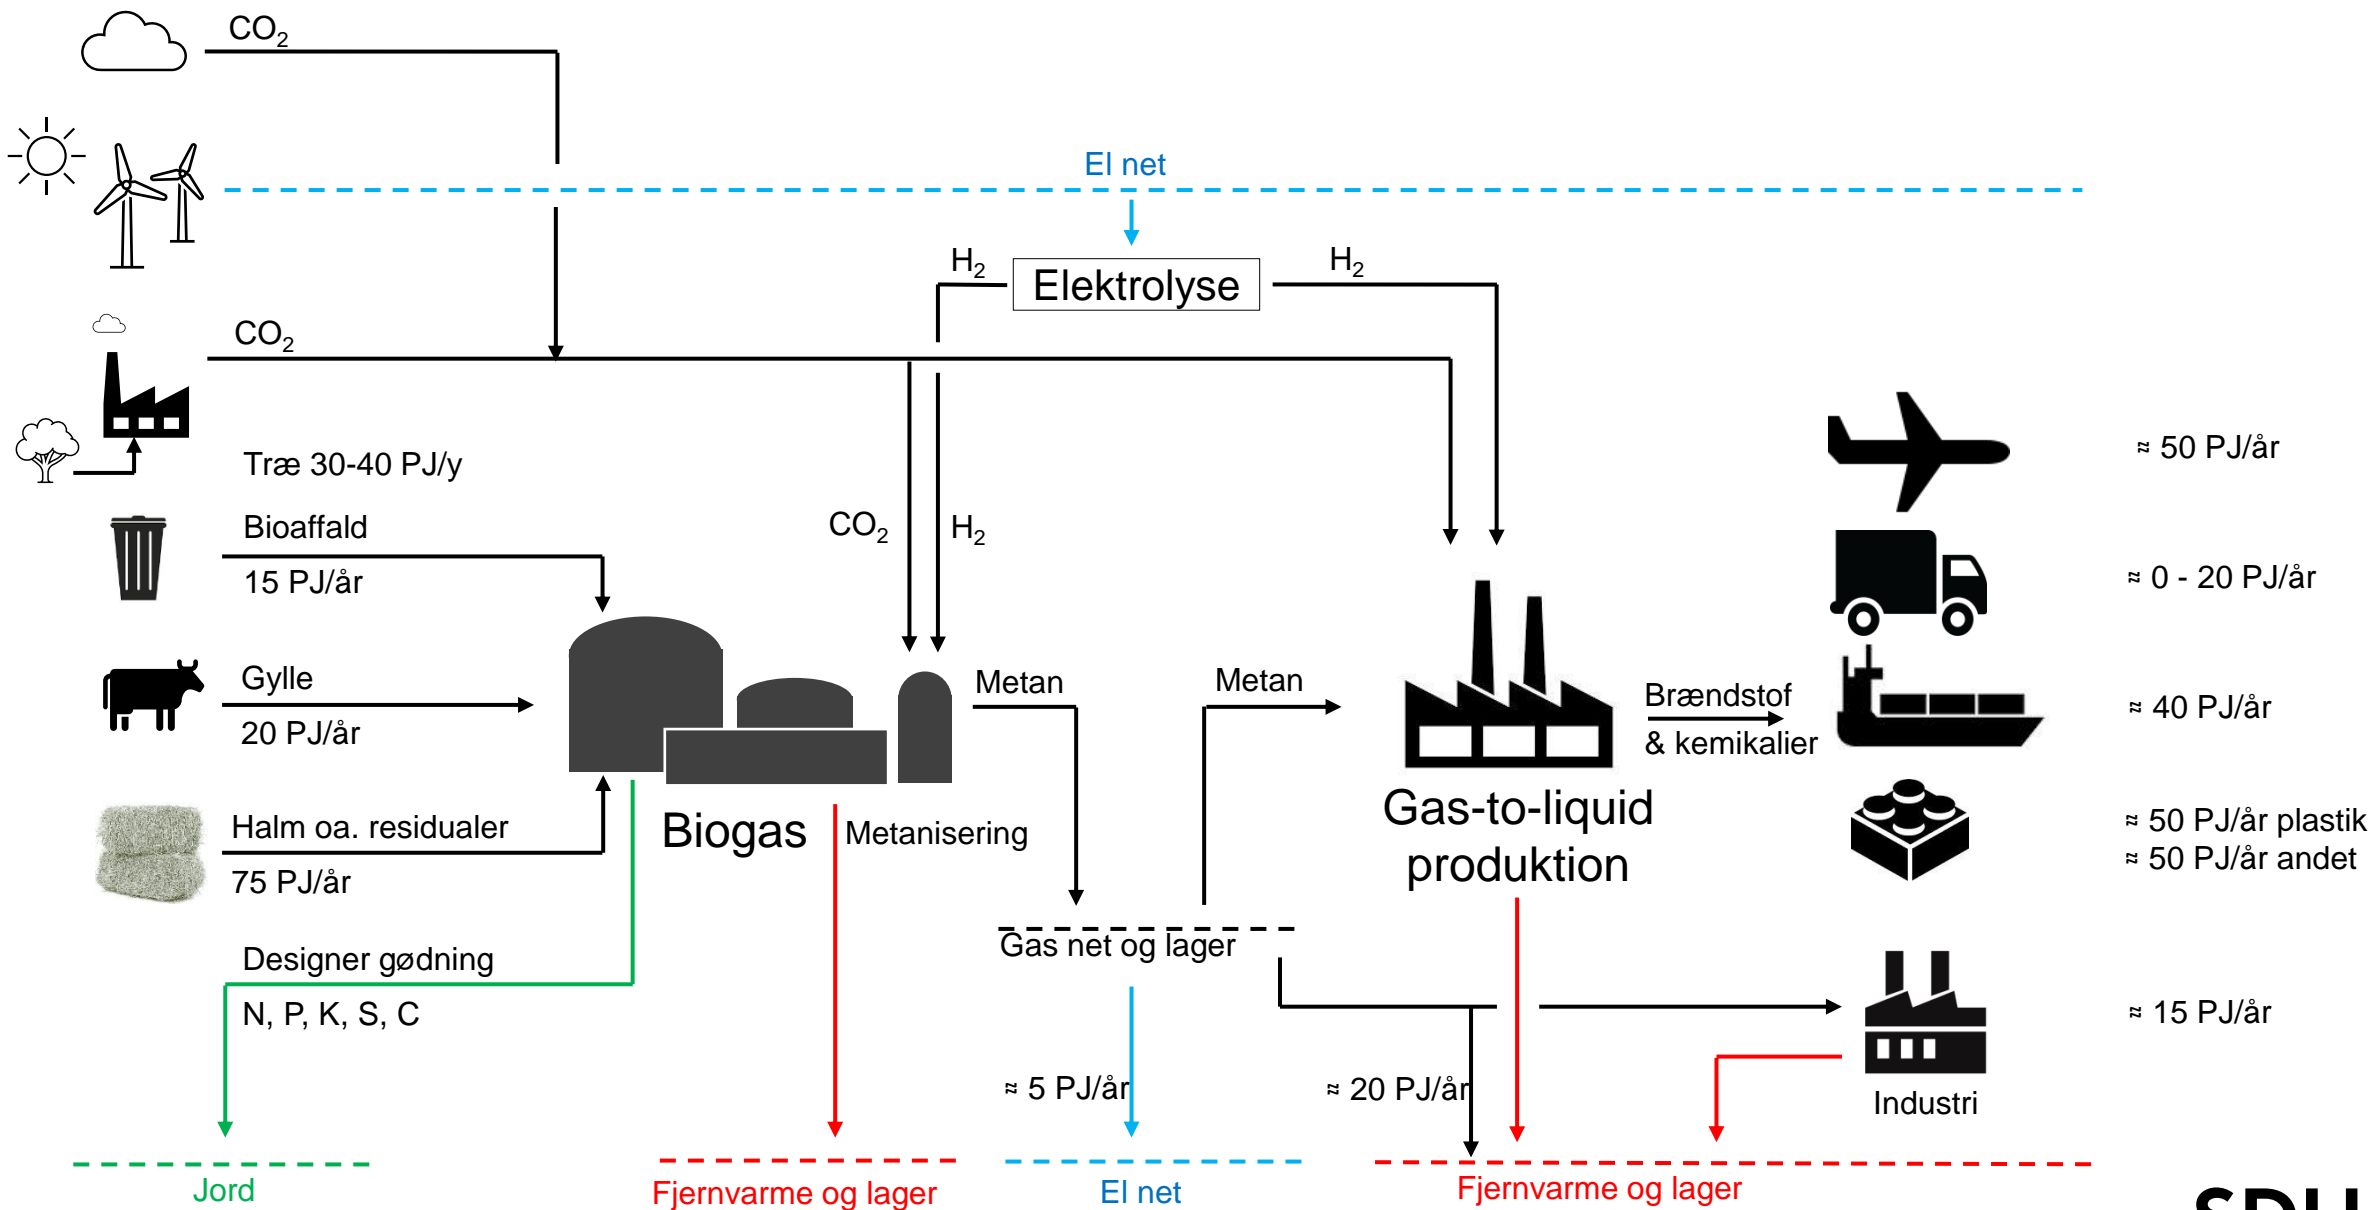 CO₂
El net
H₂
H₂
Elektrolyse
CO₂
Træ 30-40 PJ/y
Bioaffald
15 PJ/år
CO₂
H₂
Gylle
20 PJ/år
Metan
Metan
Brændstof
& kemikalier
Halm oa. residualer
75 PJ/år
Biogas
Metanisering
Gas-to-liquid
produktion
≈ 50 PJ/år
≈ 0 - 20 PJ/år
≈ 40 PJ/år
≈ 50 PJ/år plastik
≈ 50 PJ/år andet
Gas net og lager
Designer gødning
N, P, K, S, C
≈ 15 PJ/år
≈ 5 PJ/år
≈ 20 PJ/år
Industri
Jord
Fjernvarme og lager
El net
Fjernvarme og lager
SDU